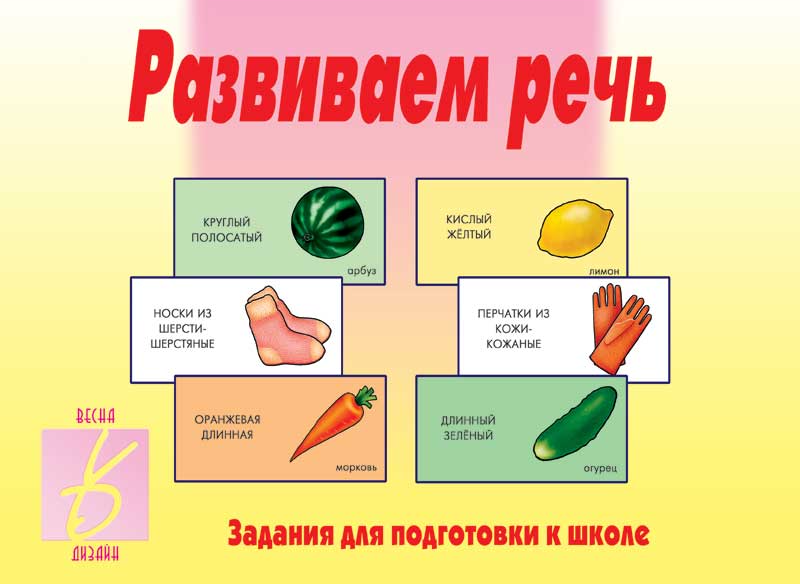 Развиваем речь
КРУГЛЫЙ
ПОЛОСАТЫЙ
арбуз
КИСЛЫЙ
ЖЁЛТЫЙ
лимон
НОСКИ ИЗ
ШЕРСТИ-
ШЕРСТЯНЫЕ
ПЕРЧАТКИ ИЗ
КОЖИ-
КОЖАНЫЕ
ОРАНЖЕВАЯ
ДЛИННАЯ
морковь
ДЛИННЫЙ
ЗЕЛЁНЫЙ
огурец
ВЕСНА
ДИЗАЙН
Задания для подготовки к школе